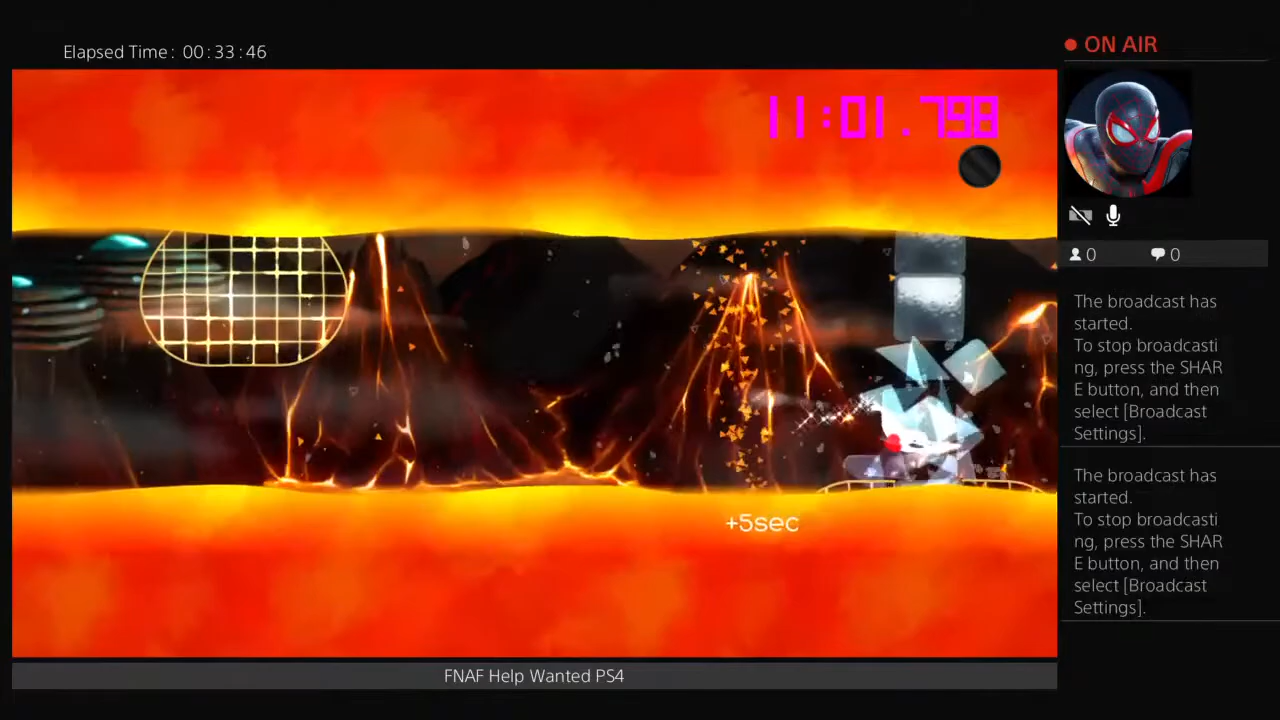 Elapsed Time: 00:33:46
ON AIR
11:01.798
0 0
The broadcast has
started.
To stop broadcasti
ng, press the SHAR
E button, and then
select [Broadcast
Settings].
The broadcast has
started.
To stop broadcasti
ng, press the SHAR
E button, and then
select [Broadcast
Settings].
+5sec
FNAF Help Wanted PS4